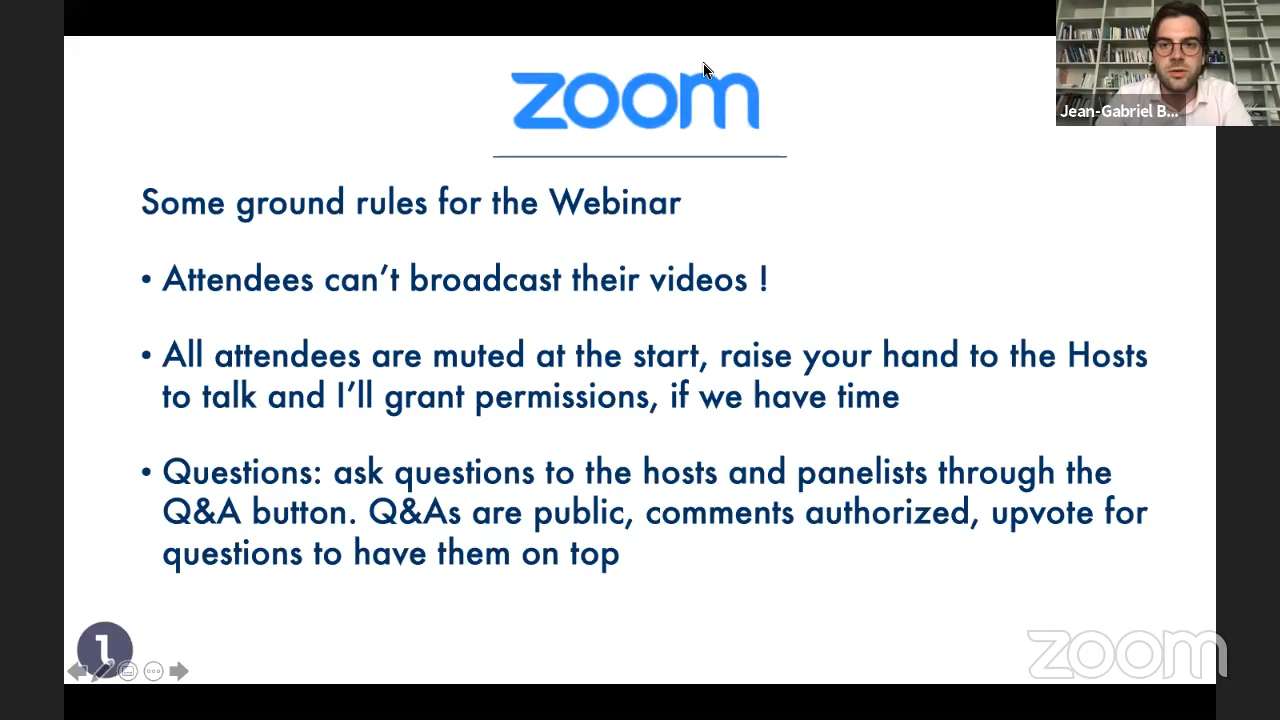 zoom
Jean-Gabriel B...
Some ground rules for the Webinar
• Attendees can’t broadcast their videos !
• All attendees are muted at the start, raise your hand to the Hosts
to talk and I’ll grant permissions, if we have time
• Questions: ask questions to the hosts and panelists through the
Q&A button. Q&As are public, comments authorized, upvote for
questions to have them on top
1
zoom